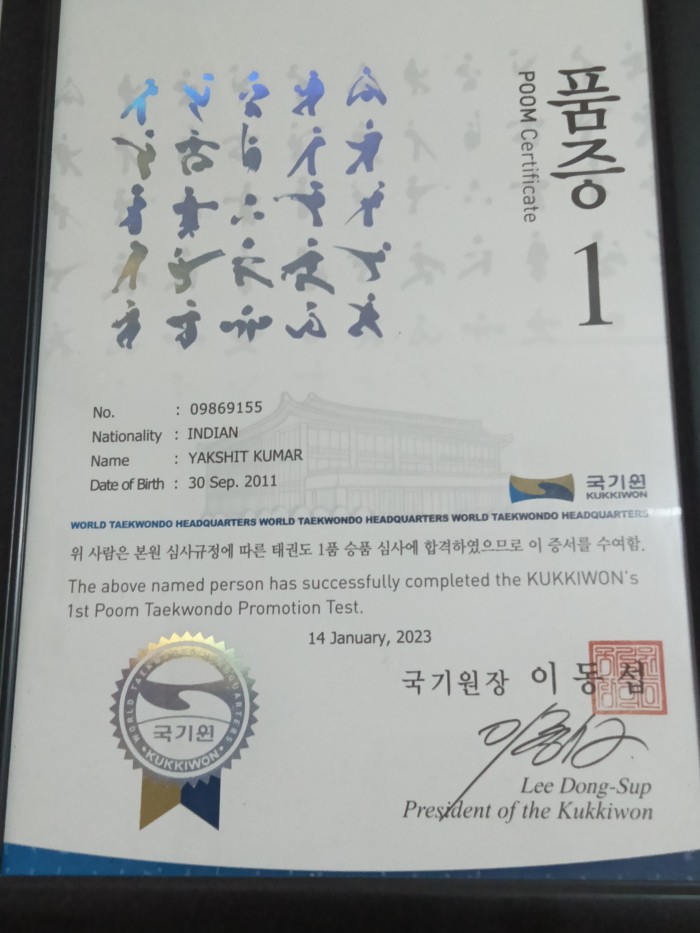 품증
POOM Certificate
1
No. : 09869155
Nationality : INDIAN
Name : YAKSHIT KUMAR
Date of Birth : 30 Sep. 2011
국기원
KUKKIWON
WORLD TAEKWONDO HEADQUARTERS WORLD TAEKWONDO HEADQUARTERS WORLD TAEKWONDO HEADQUARTERS
위 사람은 본원 심사규정에 따른 태권도 1품 승품 심사에 합격하였으므로 이 증서를 수여함.
The above named person has successfully completed the KUKKIWON's
1st Poom Taekwondo Promotion Test.
14 January, 2023
국기원장 이동섭
WORLD TAEKWONDO HEADQUARTERS
국기원
· KUKKIWON ·
Lee Dong-Sup
President of the Kukkiwon